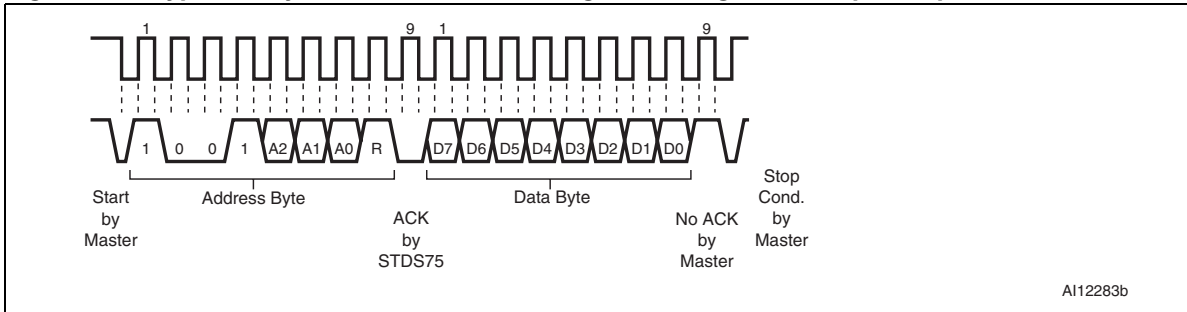 1 9 1 9
1 0 0 1 A2 A1 A0 R D7 D6 D5 D4 D3 D2 D1 D0
Start
by
Master
Address Byte
ACK
by
STDS75
Data Byte
No ACK
by
Master
Stop
Cond.
by
Master
AI12283b